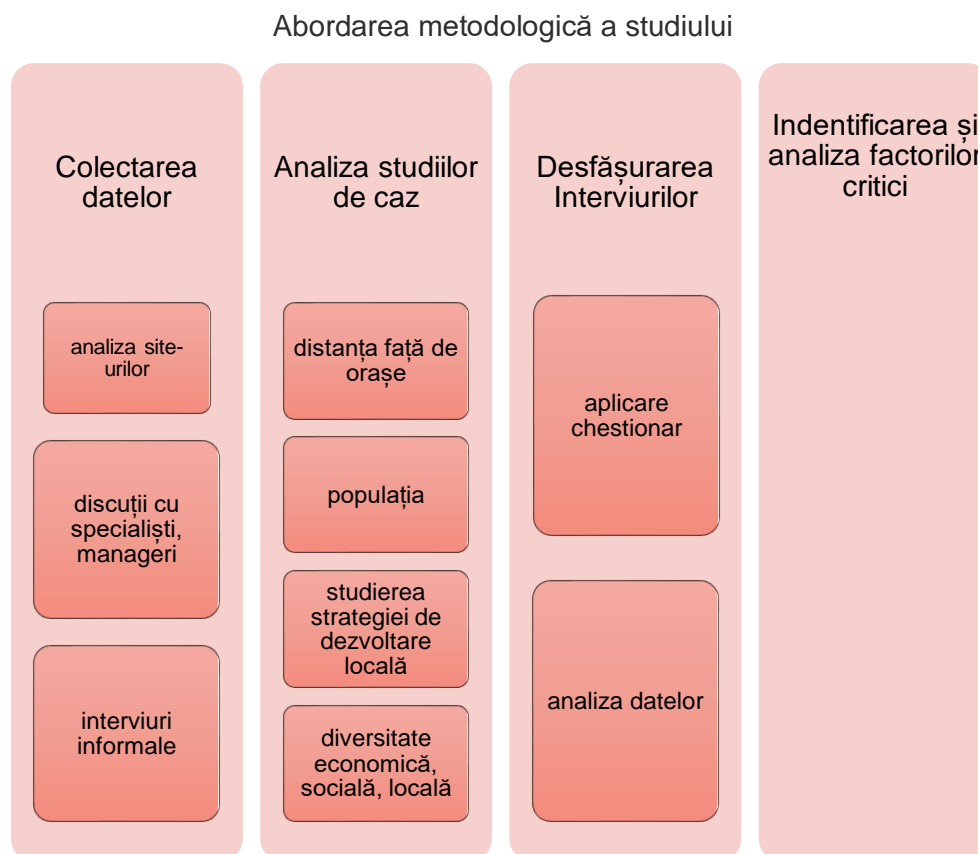 Abordarea metodologică a studiului
Colectarea
datelor
analiza site-
urilor
discuții cu
specialiști,
manageri
interviuri
informale
Analiza studiilor
de caz
distanța față de
orașe
populația
studierea
strategiei de
dezvoltare
locală
diversitate
economică,
socială, locală
Desfășurarea
Interviurilor
aplicare
chestionar
analiza datelor
Indentificarea și
analiza factorilor
critici